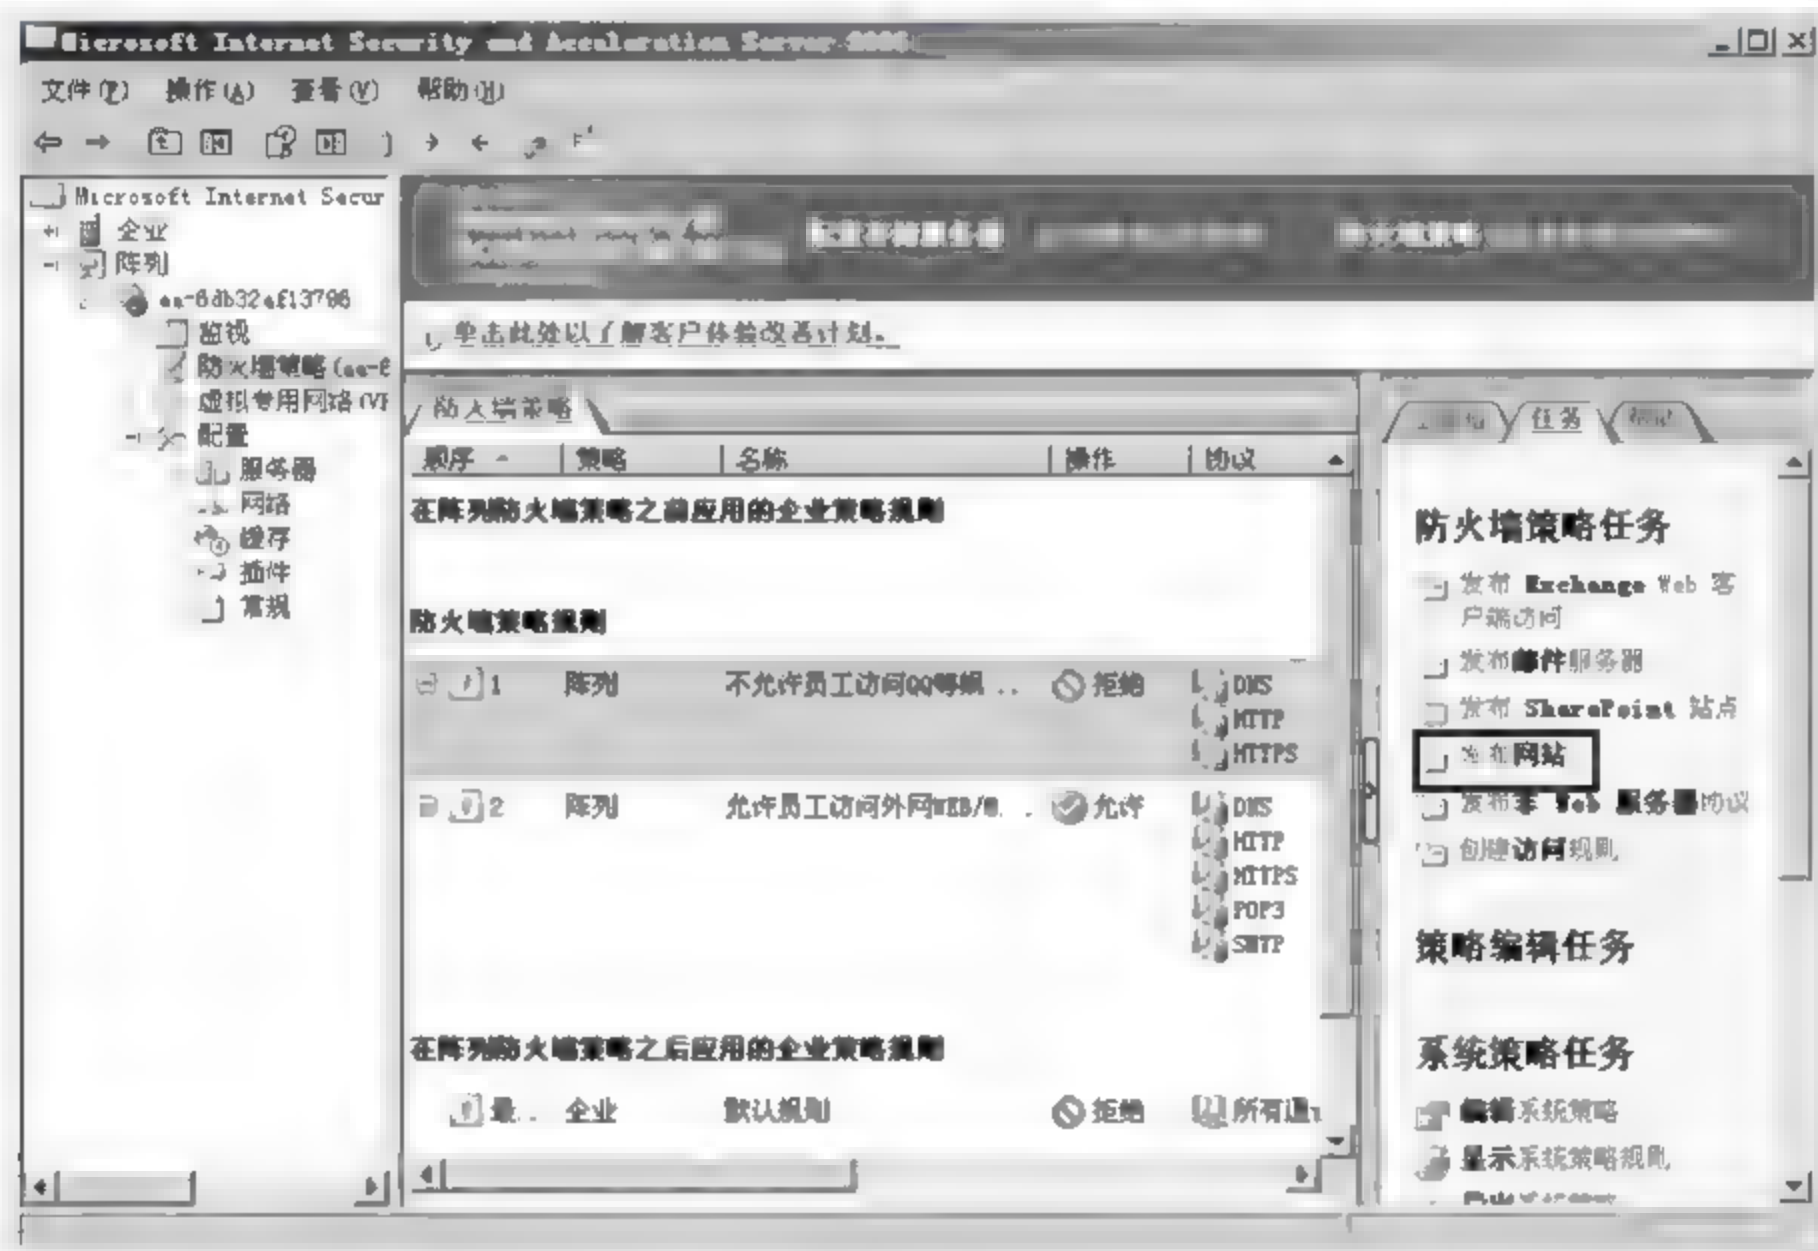 Microsoft Internet Security and Acceleration Server 2006
文件(F) 操作(A) 查看(V) 帮助(H)
Microsoft Internet Secur
企业
阵列
监视
防火墙策略
虚拟专用网络(VP
配置
服务器
网络
缓存
插件
常规
单击此处以了解客户体验改善计划。
防火墙策略
顺序 策略 名称 操作 协议
在阵列防火墙策略之前应用的企业策略规则
防火墙策略规则
1 阵列 不允许员工访问QQ等 .. 拒绝 DNS
HTTP
HTTPS
2 阵列 允许员工访问外网WEB/ .. 允许 DNS
HTTP
HTTPS
POP3
SMTP
在阵列防火墙策略之后应用的企业策略规则
最.. 企业 默认规则 拒绝 所有通
任务
防火墙策略任务
发布 Exchange Web 客
户端访问
发布邮件服务器
发布 SharePoint 站点
发布网站
发布非 Web 服务器协议
创建访问规则
策略编辑任务
系统策略任务
编辑系统策略
显示系统策略规则